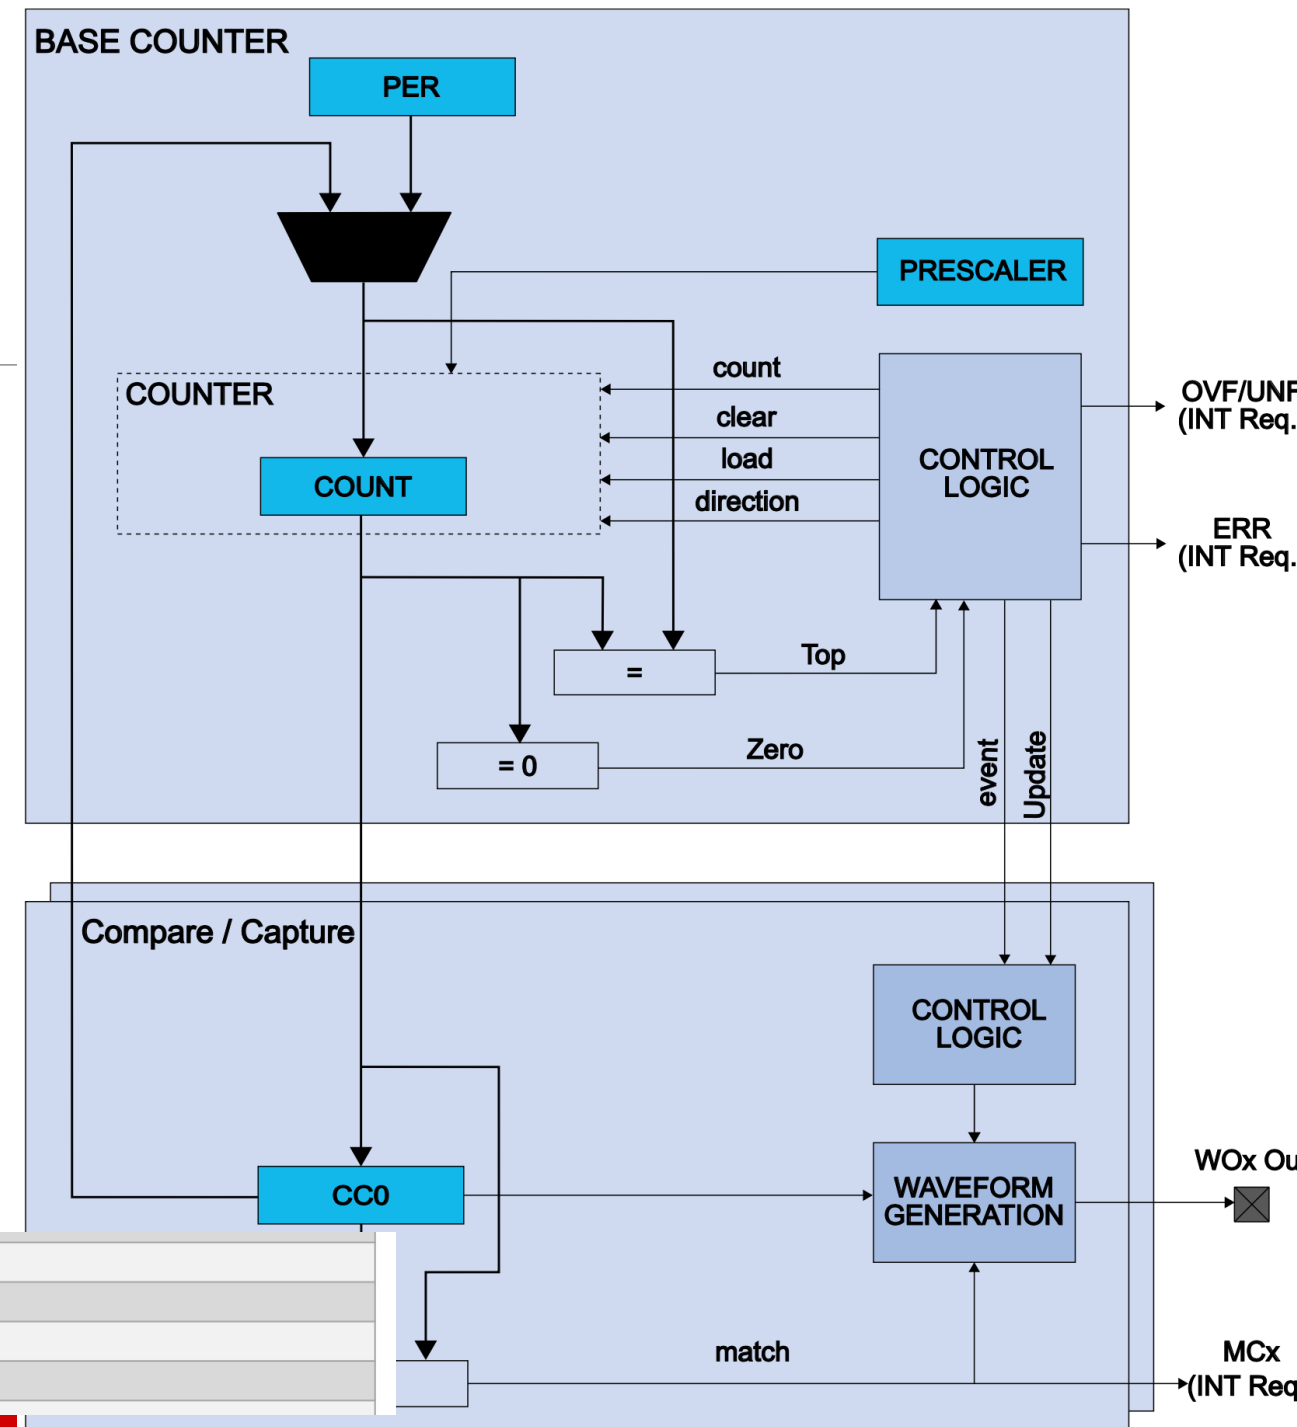 BASE COUNTER
PER
PRESCALER
COUNTER
count
clear
load
direction
CONTROL
LOGIC
OVF/UNF
(INT Req.
COUNT
ERR
(INT Req.
=
Top
= 0
Zero
event
Update
Compare / Capture
CONTROL
LOGIC
CC0
WAVEFORM
GENERATION
WOx Ou
match
MCx
(INT Req